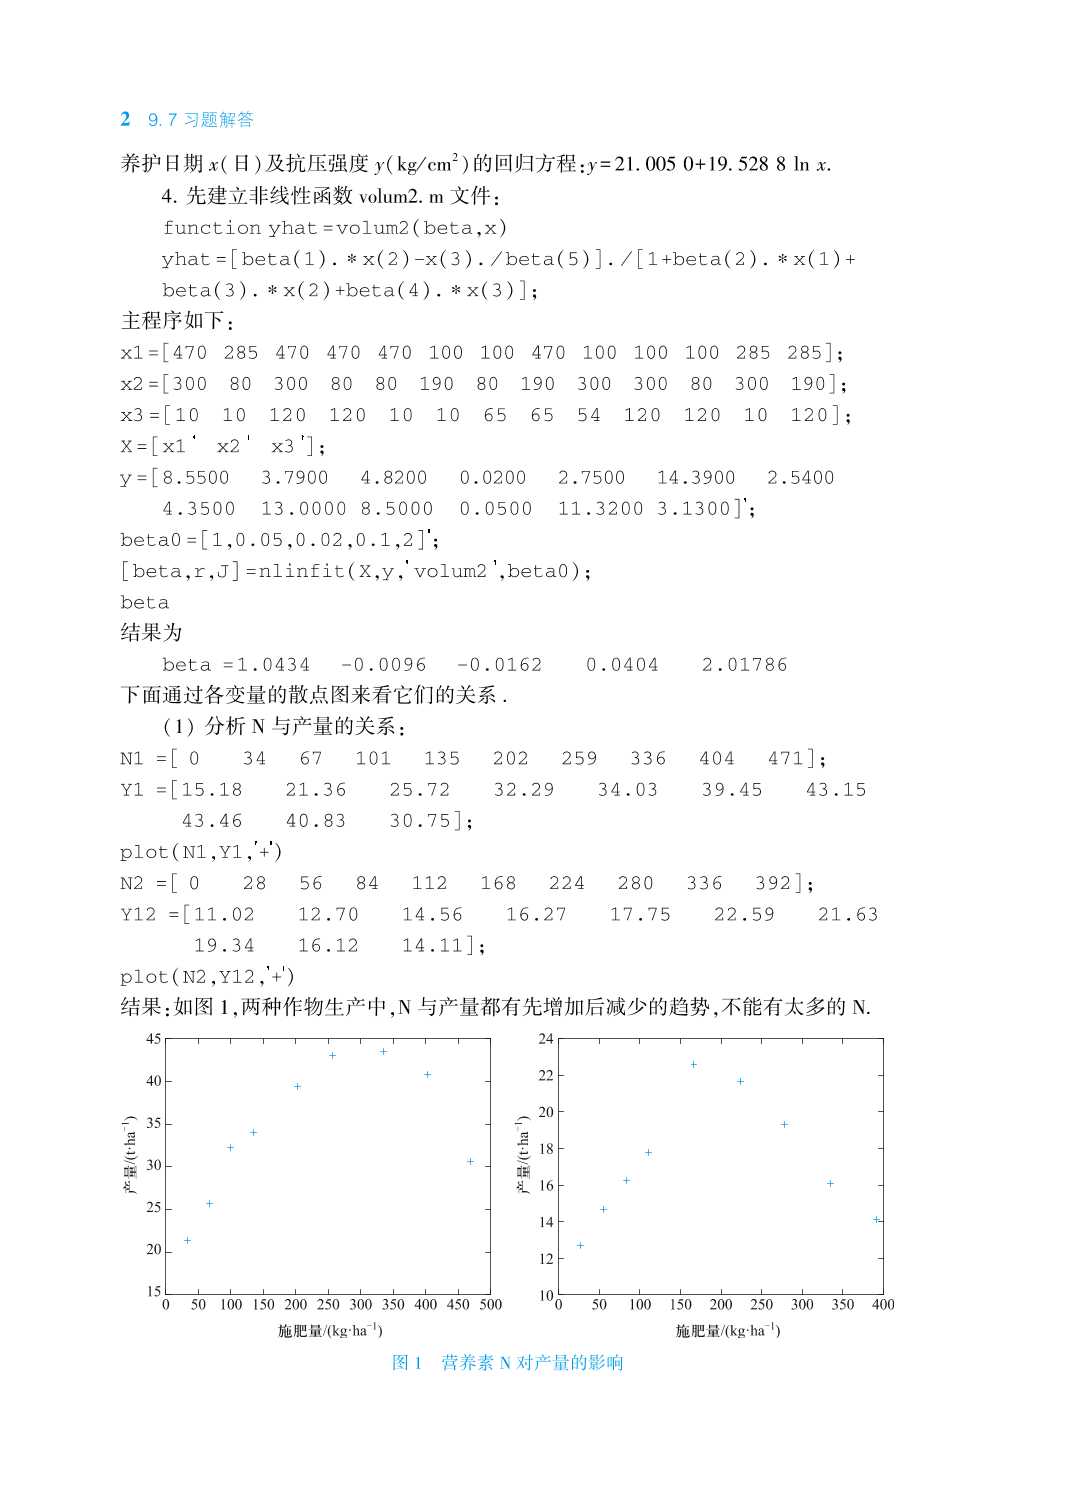 2 9.7 习题解答
养护日期 x(日)及抗压强度 y(kg/cm²)的回归方程:y=21.005 0+19.528 8 ln x.
4. 先建立非线性函数 volum2. m 文件:
function yhat=volum2(beta,x)
yhat=[beta(1).*x(2)-x(3)./beta(5)]./[1+beta(2).*x(1)+
beta(3).*x(2)+beta(4).*x(3)];
主程序如下:
x1=[470 285 470 470 470 100 100 470 100 100 100 285 285];
x2=[300 80 300 80 80 190 80 190 300 300 80 300 190];
x3=[10 10 120 120 10 10 65 65 54 120 120 10 120];
X=[x1' x2' x3'];
y=[8.5500 3.7900 4.8200 0.0200 2.7500 14.3900 2.5400
4.3500 13.0000 8.5000 0.0500 11.3200 3.1300]';
beta0=[1,0.05,0.02,0.1,2]';
[beta,r,J]=nlinfit(X,y,'volum2',beta0);
beta
结果为
beta =1.0434 -0.0096 -0.0162 0.0404 2.01786
下面通过各变量的散点图来看它们的关系.
(1) 分析 N 与产量的关系:
N1 =[ 0 34 67 101 135 202 259 336 404 471];
Y1 =[15.18 21.36 25.72 32.29 34.03 39.45 43.15
43.46 40.83 30.75];
plot(N1,Y1,'+')
N2 =[ 0 28 56 84 112 168 224 280 336 392];
Y12 =[11.02 12.70 14.56 16.27 17.75 22.59 21.63
19.34 16.12 14.11];
plot(N2,Y12,'+')
结果:如图 1,两种作物生产中,N 与产量都有先增加后减少的趋势,不能有太多的 N.
45
40
35
30
25
20
15
产量/(t·ha⁻¹)
0 50 100 150 200 250 300 350 400 450 500
施肥量/(kg·ha⁻¹)
24
22
20
18
16
14
12
10
产量/(t·ha⁻¹)
0 50 100 150 200 250 300 350 400
施肥量/(kg·ha⁻¹)
图 1 营养素 N 对产量的影响